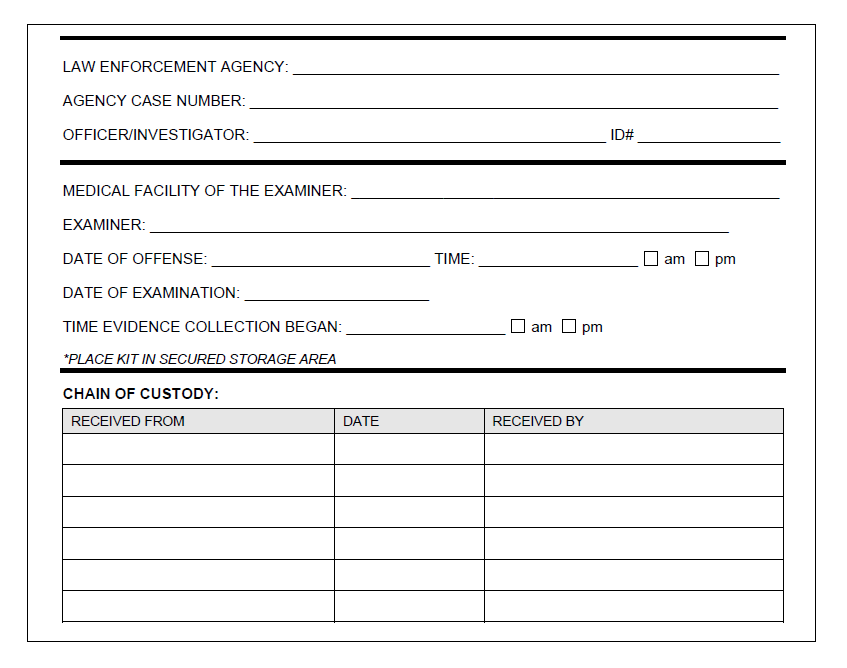 LAW ENFORCEMENT AGENCY:
AGENCY CASE NUMBER:
OFFICER/INVESTIGATOR: ID#
MEDICAL FACILITY OF THE EXAMINER:
EXAMINER:
DATE OF OFFENSE: TIME: am pm
DATE OF EXAMINATION:
TIME EVIDENCE COLLECTION BEGAN: am pm
*PLACE KIT IN SECURED STORAGE AREA
CHAIN OF CUSTODY:
RECEIVED FROM DATE RECEIVED BY